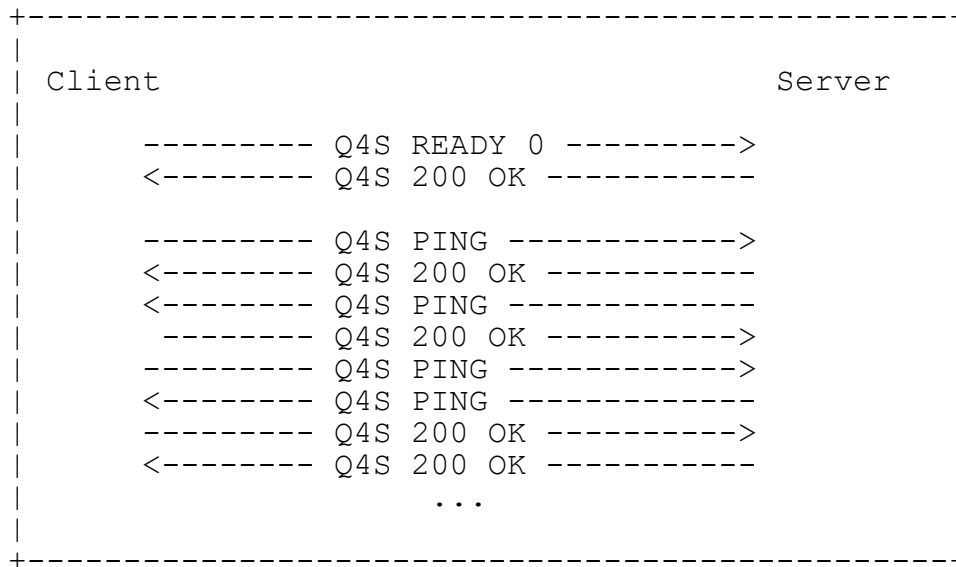 +------------------------------------------------
|
| Client                                Server
|
|      --------- Q4S READY 0 --------->
|      <-------- Q4S 200 OK -----------
|
|      --------- Q4S PING ------------>
|      <-------- Q4S 200 OK -----------
|      <-------- Q4S PING -------------
|       -------- Q4S 200 OK ---------->
|      --------- Q4S PING ------------>
|      <-------- Q4S PING -------------
|      --------- Q4S 200 OK ---------->
|      <-------- Q4S 200 OK -----------
|                    ...
|
+------------------------------------------------